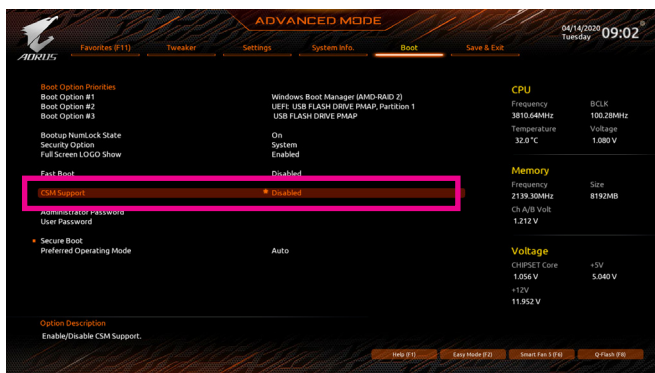 ADVANCED MODE
04/14/2020
Tuesday
09:02
AORUS
Favorites (F11) Tweaker Settings System Info. Boot Save & Exit
Boot Option Priorities
Boot Option #1 Windows Boot Manager (AMD-RAID 2)
Boot Option #2 UEFI: USB FLASH DRIVE PMAP, Partition 1
Boot Option #3 USB FLASH DRIVE PMAP
Bootup NumLock State On
Security Option System
Full Screen LOGO Show Enabled
Fast Boot Disabled
CSM Support * Disabled
Administrator Password
User Password
Secure Boot
Preferred Operating Mode Auto
CPU
Frequency BCLK
3810.64MHz 100.28MHz
Temperature Voltage
32.0 °C 1.080 V
Memory
Frequency Size
2139.30MHz 8192MB
Ch A/B Volt
1.212 V
Voltage
CHIPSET Core +5V
1.056 V 5.040 V
+12V
11.952 V
Option Description
Enable/Disable CSM Support.
Help (F1) Easy Mode (F2) Smart Fan 5 (F6) Q-Flash (F8)